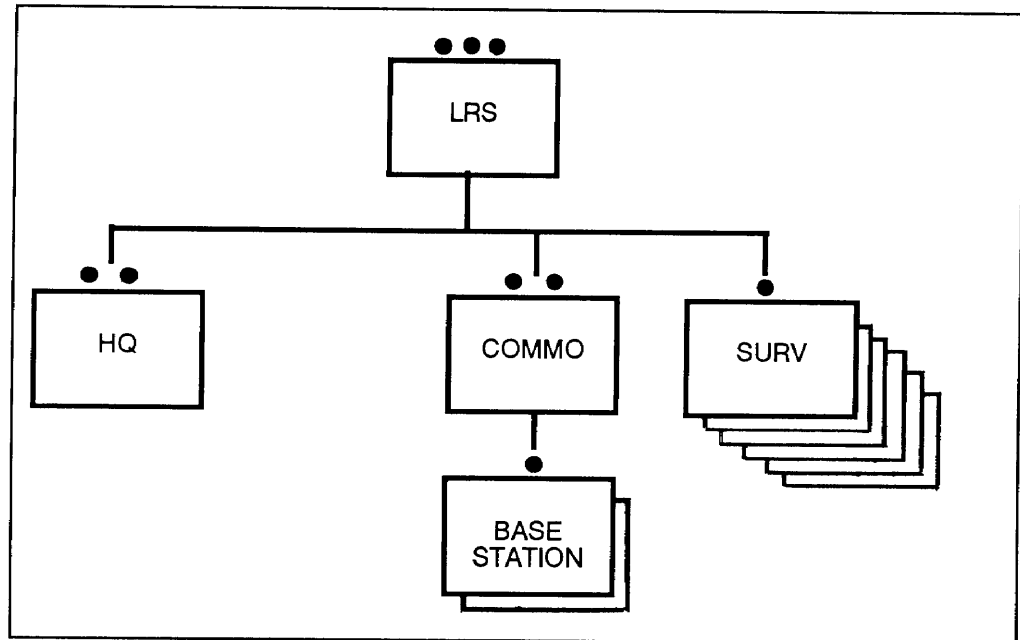 LRS
HQ
COMMO
SURV
BASE
STATION